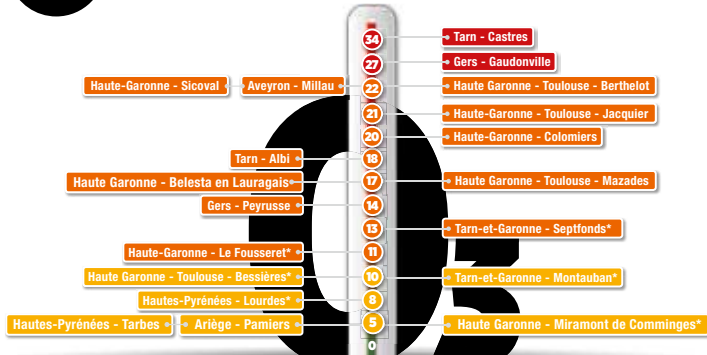 34 Tarn - Castres
27 Gers - Gaudonville
Haute-Garonne - Sicoval Aveyron - Millau 22 Haute Garonne - Toulouse - Berthelot
21 Haute-Garonne - Toulouse - Jacquier
20 Haute-Garonne - Colomiers
Tarn - Albi 18
Haute Garonne - Belesta en Lauragais 17 Haute Garonne - Toulouse - Mazades
Gers - Peyrusse 14
13 Tarn-et-Garonne - Septfonds*
Haute-Garonne - Le Fousseret* 11
Haute Garonne - Toulouse - Bessières* 10 Tarn-et-Garonne - Montauban*
Hautes-Pyrénées - Lourdes* 8
Hautes-Pyrénées - Tarbes Ariège - Pamiers 5 Haute Garonne - Miramont de Comminges*
0
O3